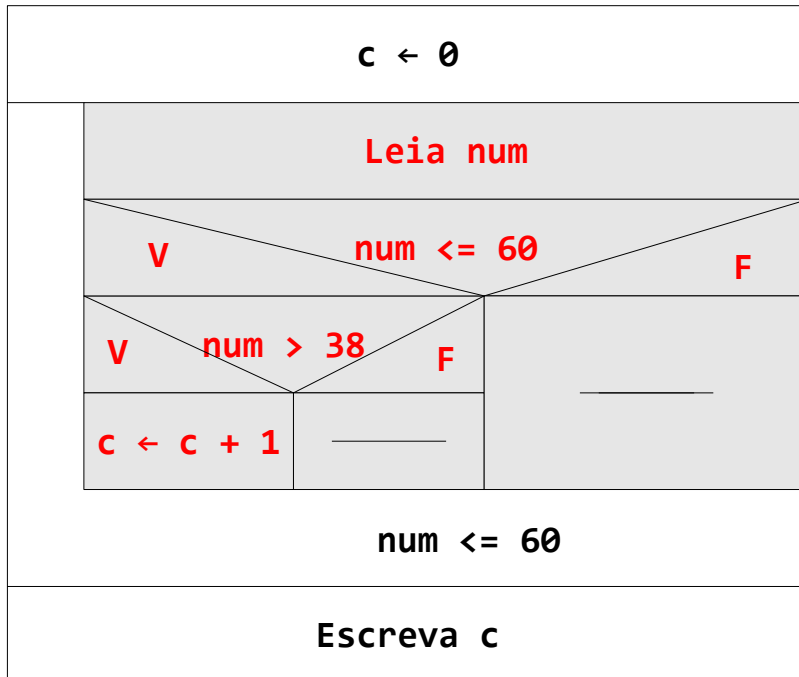 c ← 0
Leia num
V
num <= 60
F
V
num > 38
F
c ← c + 1
num <= 60
Escreva c